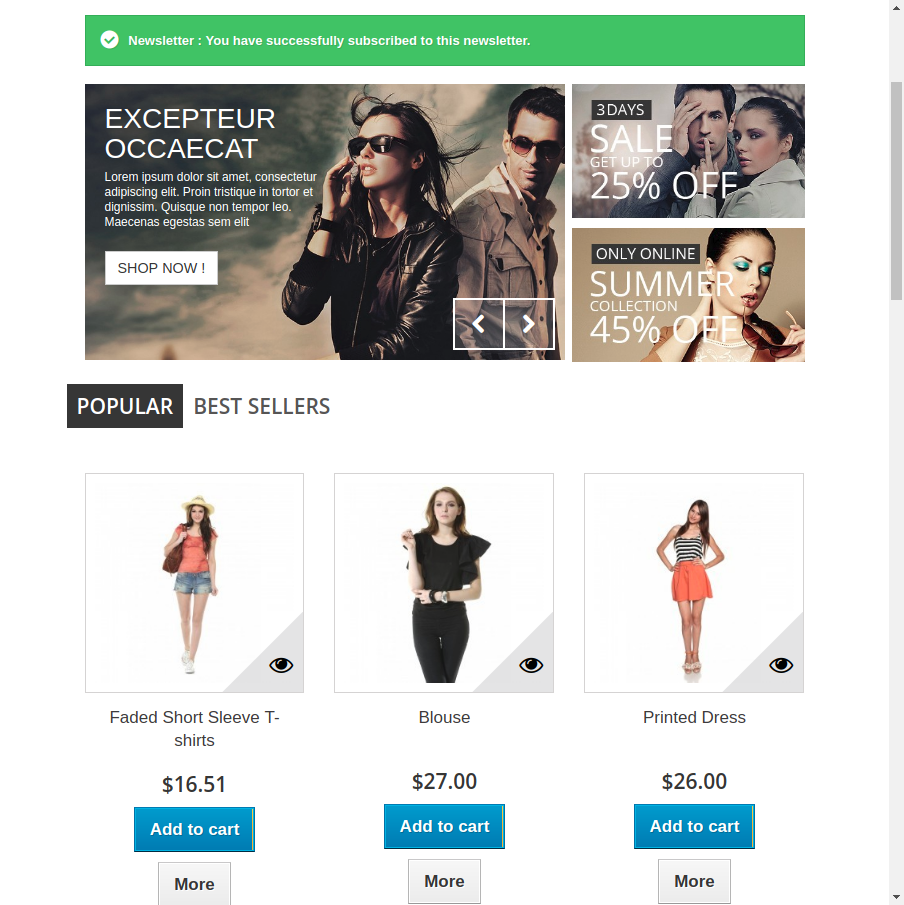 Newsletter : You have successfully subscribed to this newsletter.
EXCEPTEUR
OCCAECAT
Lorem ipsum dolor sit amet, consectetur
adipiscing elit. Proin tristique in tortor et
dignissim. Quisque non tempor leo.
Maecenas egestas sem elit
SHOP NOW !
3DAYS
SALE
GET UP TO
25% OFF
ONLY ONLINE
SUMMER
COLLECTION
45% OFF
POPULAR
BEST SELLERS
Faded Short Sleeve T-
shirts
$16.51
Add to cart
More
Blouse
$27.00
Add to cart
More
Printed Dress
$26.00
Add to cart
More